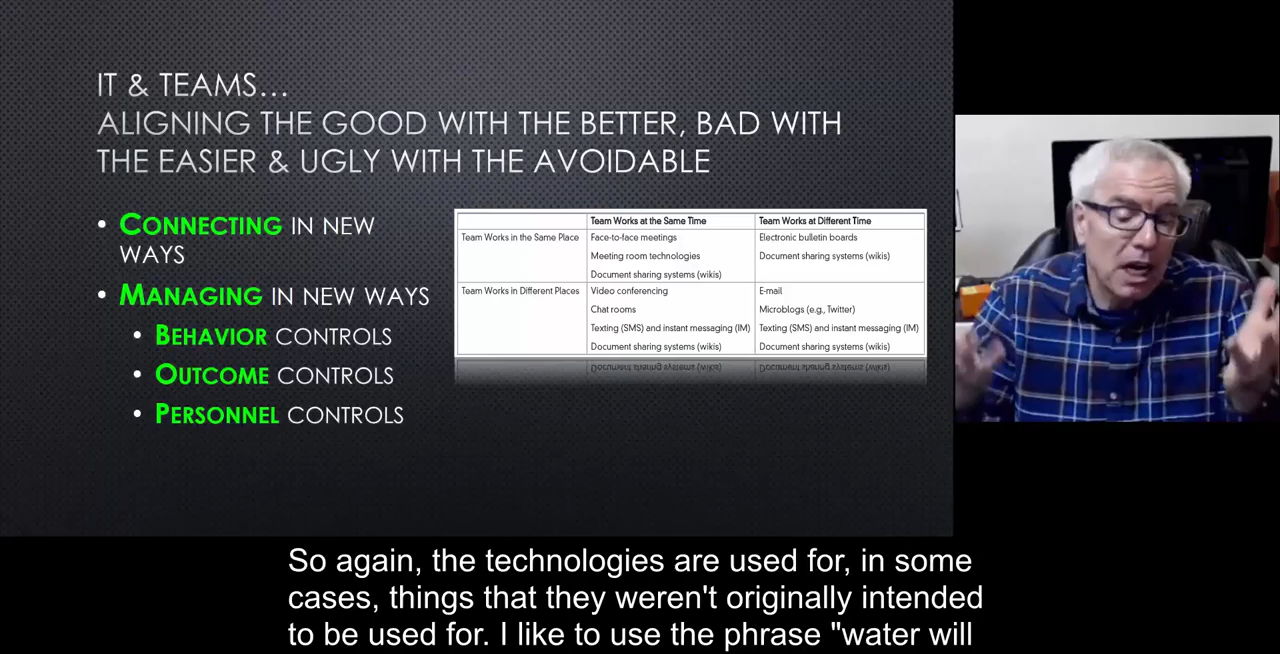 IT & TEAMS…
ALIGNING THE GOOD WITH THE BETTER, BAD WITH
THE EASIER & UGLY WITH THE AVOIDABLE
• CONNECTING IN NEW
WAYS
• MANAGING IN NEW WAYS
• BEHAVIOR CONTROLS
• OUTCOME CONTROLS
• PERSONNEL CONTROLS
Team Works at the Same Time Team Works at Different Time
Team Works in the Same Place Face-to-face meetings Electronic bulletin boards
Meeting room technologies Document sharing systems (wikis)
Document sharing systems (wikis)
Team Works in Different Places Video conferencing E-mail
Chat rooms Microblogs (e.g., Twitter)
Texting (SMS) and instant messaging (IM) Texting (SMS) and instant messaging (IM)
Document sharing systems (wikis) Document sharing systems (wikis)
So again, the technologies are used for, in some
cases, things that they weren't originally intended
to be used for. I like to use the phrase "water will